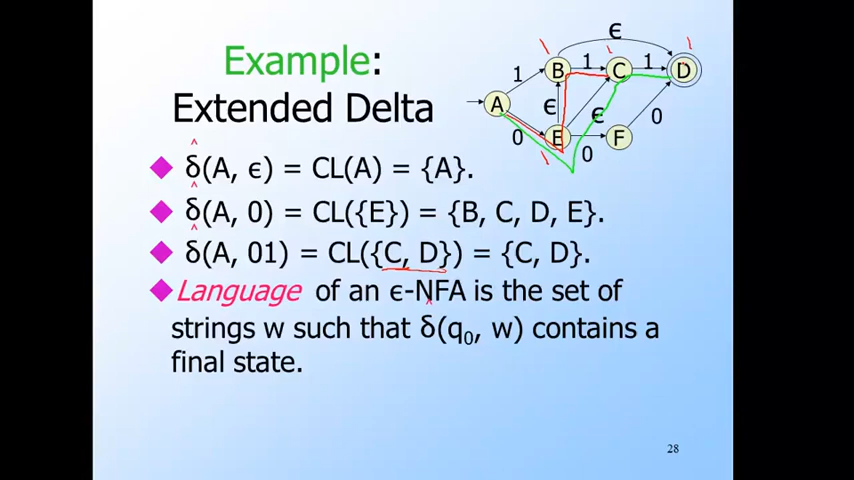 Example:
Extended Delta
ϵ
1
B
1
C
1
D
A
ϵ
ϵ
0
E
0
F
0
δ̂(A, ϵ) = CL(A) = {A}.
δ̂(A, 0) = CL({E}) = {B, C, D, E}.
δ̂(A, 01) = CL({C, D}) = {C, D}.
Language of an ϵ-NFA is the set of
strings w such that δ̂(q₀, w) contains a
final state.
28